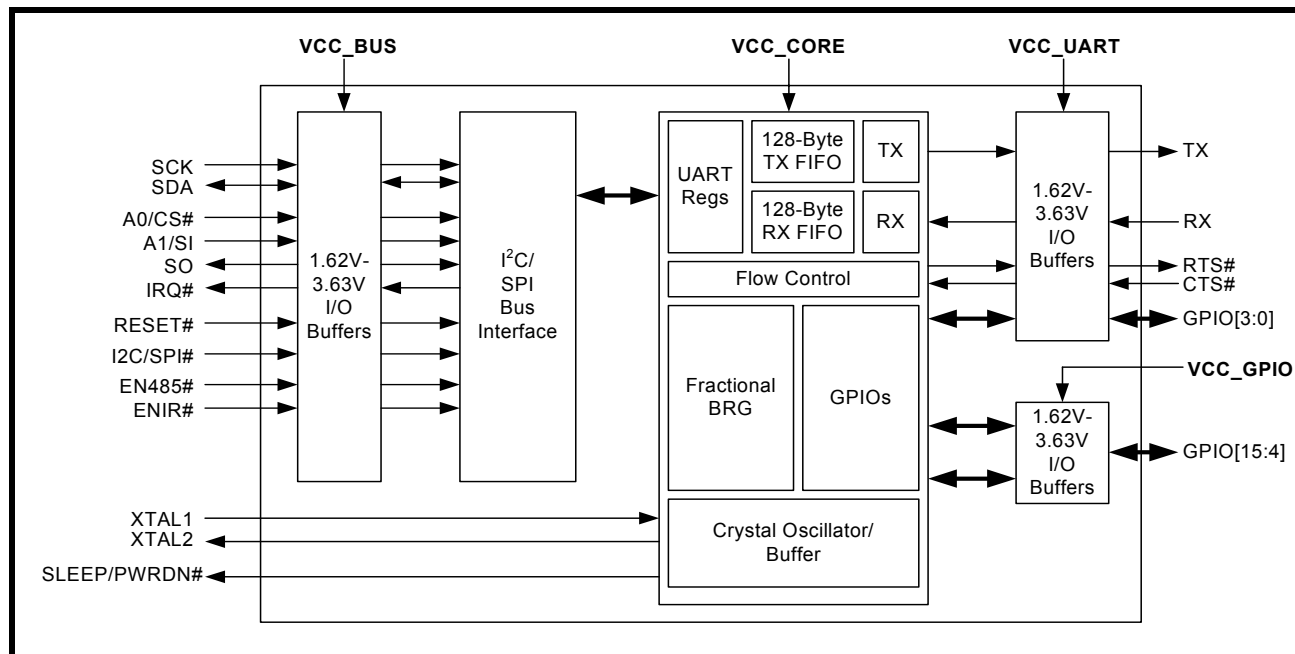 VCC_BUS
VCC_CORE
VCC_UART
SCK
SDA
A0/CS#
A1/SI
SO
IRQ#
RESET#
I2C/SPI#
EN485#
ENIR#
XTAL1
XTAL2
SLEEP/PWRDN#
1.62V-
3.63V
I/O
Buffers
I²C/
SPI
Bus
Interface
UART
Regs
128-Byte
TX FIFO
TX
128-Byte
RX FIFO
RX
Flow Control
Fractional
BRG
GPIOs
Crystal Oscillator/
Buffer
1.62V-
3.63V
I/O
Buffers
TX
RX
RTS#
CTS#
GPIO[3:0]
VCC_GPIO
1.62V-
3.63V
I/O
Buffers
GPIO[15:4]